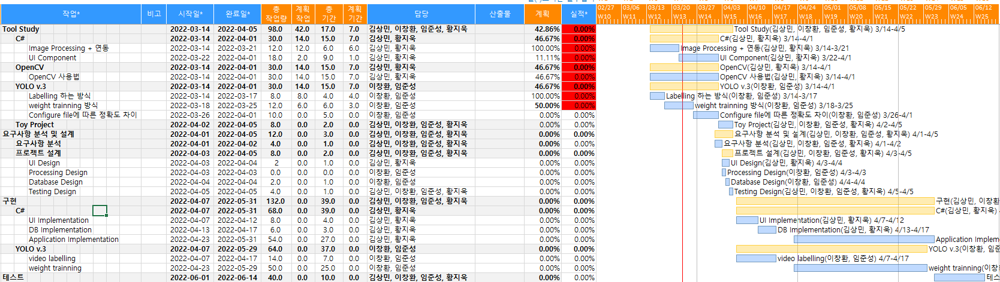 02/27 03/06 03/13 03/20 03/27 04/03 04/10 04/17 04/24 05/01 05/08 05/15 05/22 05/29 06/05 06/12
작업* 비고 시작일* 완료일* 총 작업량 계획 작업 총 기간 계획 기간 담당 산출물 계획 실적* W10 W11 W12 W13 W14 W15 W16 W17 W18 W19 W20 W21 W22 W23 W24 W25
Tool Study 2022-03-14 2022-04-05 98.0 42.0 17.0 7.0 김상민, 이창환, 임준성, 황지욱 42.86% 0.00% Tool Study(김상민, 이창환, 임준성, 황지욱) 3/14-4/5
C# 2022-03-14 2022-04-01 30.0 14.0 15.0 7.0 김상민, 황지욱 46.67% 0.00% C#(김상민, 황지욱) 3/14-4/1
Image Processing + 연동 2022-03-14 2022-03-21 12.0 12.0 6.0 6.0 김상민, 황지욱 100.00% 0.00% Image Processing + 연동(김상민, 황지욱) 3/14-3/21
UI Component 2022-03-22 2022-04-01 18.0 2.0 9.0 1.0 김상민, 황지욱 11.11% 0.00% UI Component(김상민, 황지욱) 3/22-4/1
OpenCV 2022-03-14 2022-04-01 30.0 14.0 15.0 7.0 김상민, 황지욱 46.67% 0.00% OpenCV(김상민, 황지욱) 3/14-4/1
OpenCV 사용법 2022-03-14 2022-04-01 30.0 14.0 15.0 7.0 김상민, 황지욱 46.67% 0.00% OpenCV 사용법(김상민, 황지욱) 3/14-4/1
YOLO v.3 2022-03-14 2022-04-01 30.0 14.0 15.0 7.0 이창환, 임준성 46.67% 0.00% YOLO v.3(이창환, 임준성) 3/14-4/1
Labelling 하는 방식 2022-03-14 2022-03-17 8.0 8.0 4.0 4.0 이창환, 임준성 100.00% 0.00% Labelling 하는 방식(이창환, 임준성) 3/14-3/17
weight trainning 방식 2022-03-18 2022-03-25 12.0 6.0 6.0 3.0 이창환, 임준성 50.00% 0.00% weight trainning 방식(이창환, 임준성) 3/18-3/25
Configure file에 따른 정확도 차이 2022-03-26 2022-04-01 10.0 0.0 5.0 0.0 이창환, 임준성 0.00% 0.00% Configure file에 따른 정확도 차이(이창환, 임준성) 3/26-4/1
Toy Project 2022-04-02 2022-04-05 8.0 0.0 2.0 0.0 김상민, 이창환, 임준성, 황지욱 0.00% 0.00% Toy Project(김상민, 이창환, 임준성, 황지욱) 4/2-4/5
요구사항 분석 및 설계 2022-04-01 2022-04-05 12.0 0.0 3.0 0.0 김상민, 이창환, 임준성, 황지욱 0.00% 0.00% 요구사항 분석 및 설계(김상민, 이창환, 임준성, 황지욱) 4/1-4/5
요구사항 분석 2022-04-01 2022-04-02 4.0 0.0 1.0 0.0 김상민, 이창환, 임준성, 황지욱 0.00% 0.00% 요구사항 분석(김상민, 이창환, 임준성, 황지욱) 4/1-4/2
프로젝트 설계 2022-04-03 2022-04-05 8.0 0.0 2.0 0.0 김상민, 이창환, 임준성, 황지욱 0.00% 0.00% 프로젝트 설계(김상민, 이창환, 임준성, 황지욱) 4/3-4/5
UI Design 2022-04-03 2022-04-04 2 0.0 1.0 0.0 김상민, 황지욱 0.00% 0.00% UI Design(김상민, 황지욱) 4/3-4/4
Processing Design 2022-04-03 2022-04-03 0.0 0.0 0.0 0.0 이창환, 임준성 0.00% 0.00% Processing Design(이창환, 임준성) 4/3-4/3
Database Design 2022-04-04 2022-04-04 2.0 0.0 1.0 0.0 이창환, 임준성 0.00% 0.00% Database Design(이창환, 임준성) 4/4-4/4
Testing Design 2022-04-05 2022-04-05 4.0 0.0 1.0 0.0 김상민, 이창환, 임준성, 황지욱 0.00% 0.00% Testing Design(김상민, 이창환, 임준성, 황지욱) 4/5-4/5
구현 2022-04-07 2022-05-31 132.0 0.0 39.0 0.0 김상민, 이창환, 임준성, 황지욱 0.00% 0.00% 구현(김상민, 이창환,
C# 2022-04-07 2022-05-31 68.0 0.0 39.0 0.0 김상민, 황지욱 0.00% 0.00% C#(김상민, 황지욱)
UI Implementation 2022-04-07 2022-04-12 8.0 0.0 4.0 0.0 김상민, 황지욱 0.00% 0.00% UI Implementation(김상민, 황지욱) 4/7-4/12
DB Implementation 2022-04-13 2022-04-17 6.0 0.0 3.0 0.0 김상민, 황지욱 0.00% 0.00% DB Implementation(김상민, 황지욱) 4/13-4/17
Application Implementation 2022-04-23 2022-05-31 54.0 0.0 27.0 0.0 김상민, 황지욱 0.00% 0.00% Application Implem
YOLO v.3 2022-04-07 2022-05-29 64.0 0.0 37.0 0.0 이창환, 임준성 0.00% 0.00% YOLO v.3(이창환, 임준
video labelling 2022-04-07 2022-04-17 14.0 0.0 7.0 0.0 이창환, 임준성 0.00% 0.00% video labelling(이창환, 임준성) 4/7-4/17
weight trainning 2022-04-23 2022-05-29 50.0 0.0 25.0 0.0 이창환, 임준성 0.00% 0.00% weight trainning(이창
테스트 2022-06-01 2022-06-14 40.0 0.0 10.0 0.0 김상민, 이창환, 임준성, 황지욱 0.00% 0.00% 테스